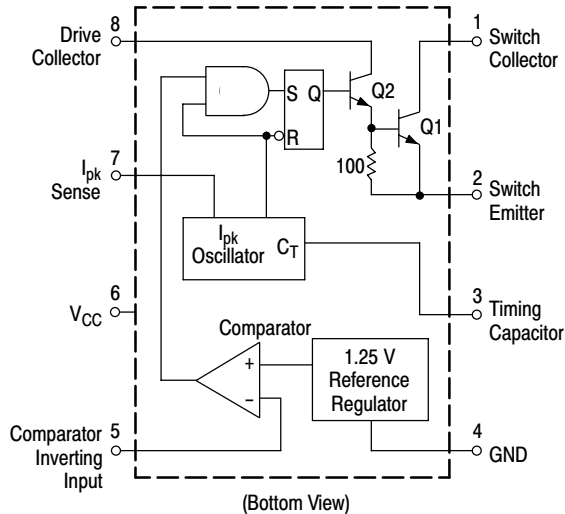 8
Drive
Collector
1
Switch
Collector
S Q
R
Q2
Q1
100
7
Ipk
Sense
2
Switch
Emitter
Ipk
Oscillator
CT
6
VCC
3
Timing
Capacitor
Comparator
+
−
1.25 V
Reference
Regulator
5
Comparator
Inverting
Input
4
GND
(Bottom View)